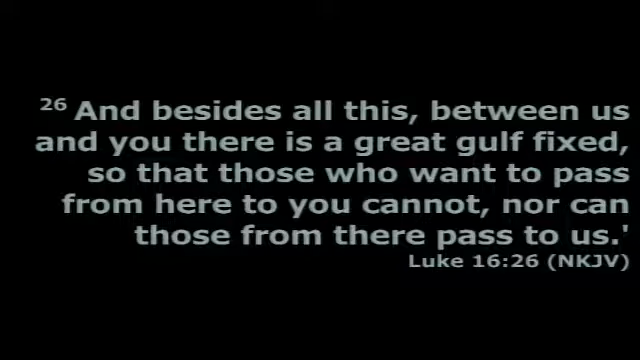 26 And besides all this, between us
and you there is a great gulf fixed,
so that those who want to pass
from here to you cannot, nor can
those from there pass to us.'
Luke 16:26 (NKJV)